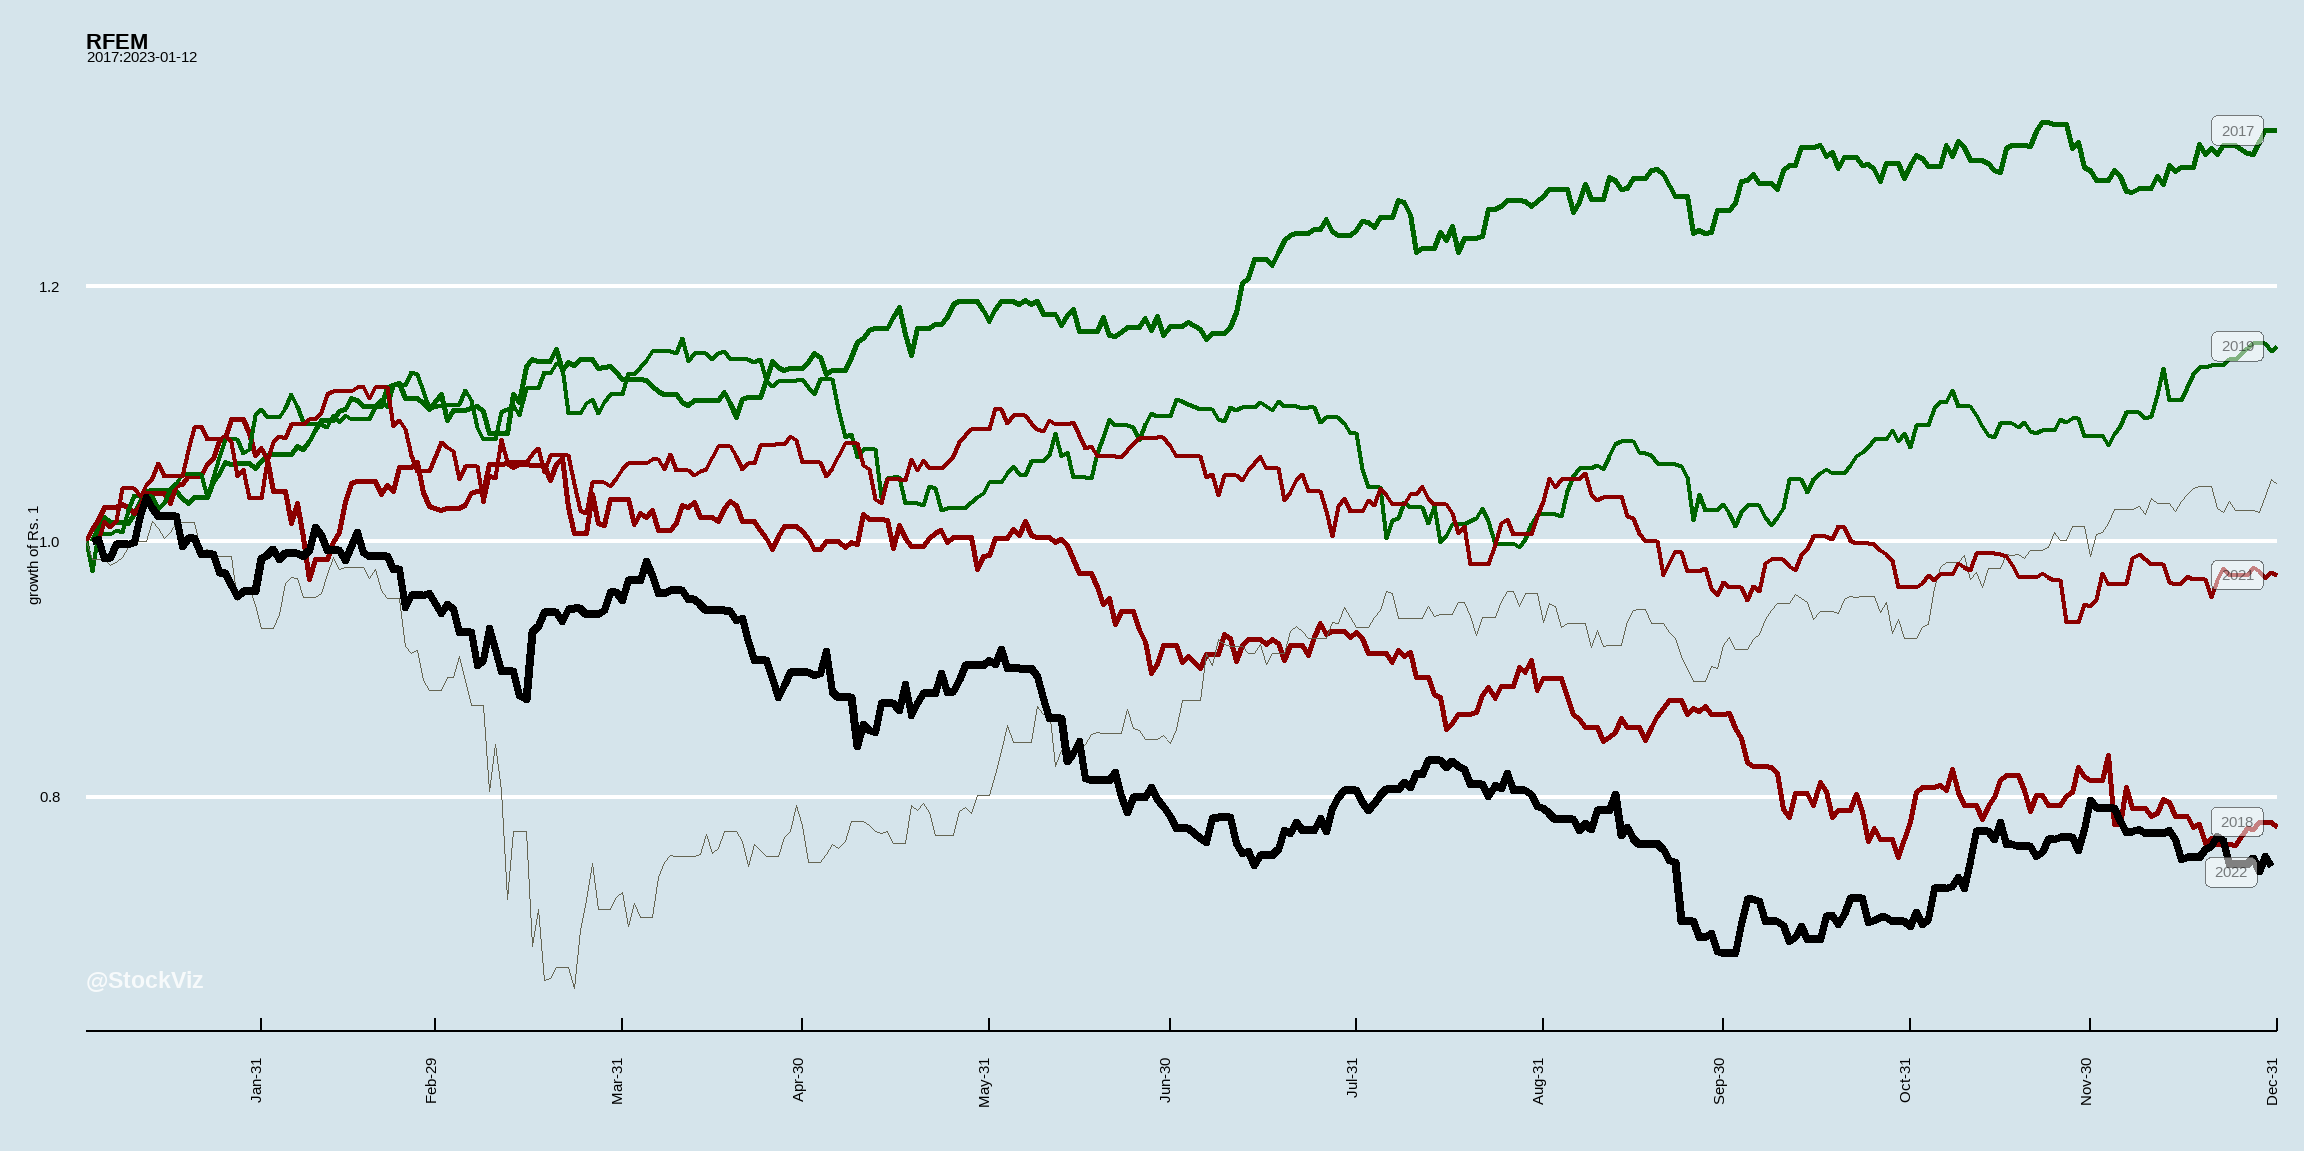 RFEM
2017:2023-01-12
2017
1.2
2019
growth of Rs. 1
1.0
2021
0.8
2018
2022
@StockViz
Jan-31
Feb-29
Mar-31
Apr-30
May-31
Jun-30
Jul-31
Aug-31
Sep-30
Oct-31
Nov-30
Dec-31